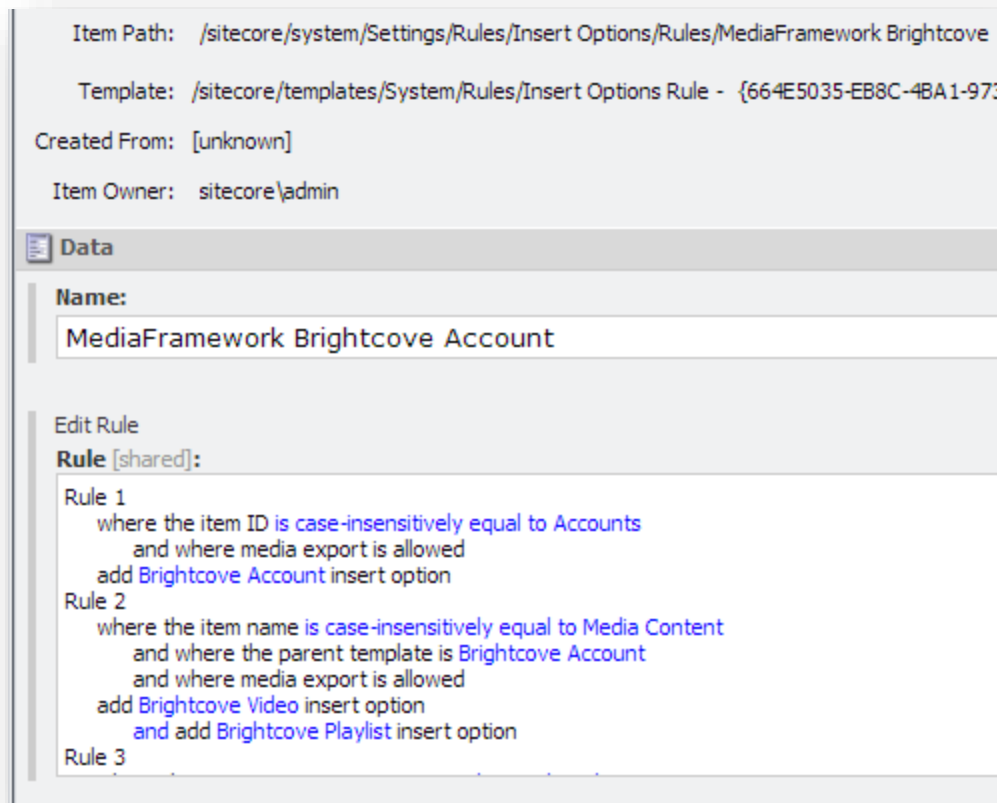 Item Path: /sitecore/system/Settings/Rules/Insert Options/Rules/MediaFramework Brightcove
Template: /sitecore/templates/System/Rules/Insert Options Rule - {664E5035-EB8C-4BA1-973
Created From: [unknown]
Item Owner: sitecore\admin
Data
Name:
MediaFramework Brightcove Account
Edit Rule
Rule [shared]:
Rule 1
where the item ID is case-insensitively equal to Accounts
and where media export is allowed
add Brightcove Account insert option
Rule 2
where the item name is case-insensitively equal to Media Content
and where the parent template is Brightcove Account
and where media export is allowed
add Brightcove Video insert option
and add Brightcove Playlist insert option
Rule 3